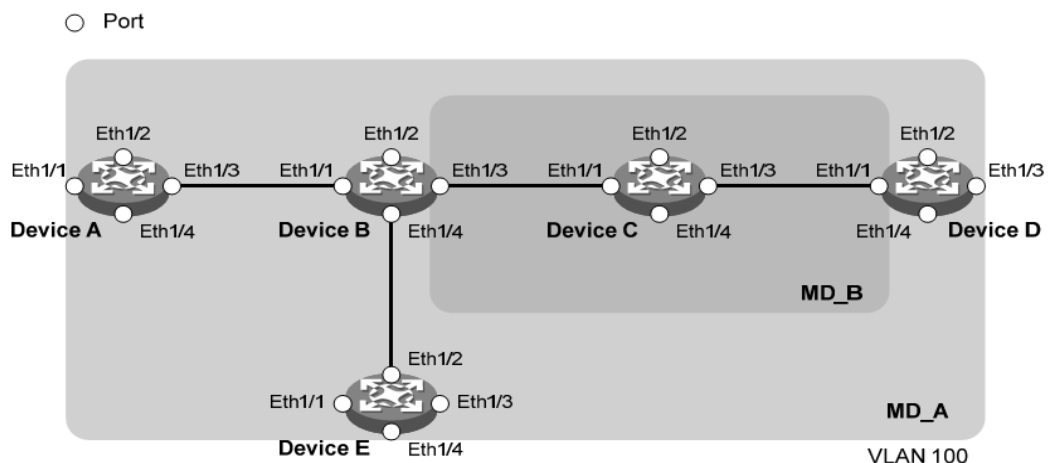 Port
Eth1/2
Eth1/2
Eth1/2
Eth1/2
Eth1/1
Eth1/3
Eth1/1
Eth1/3
Eth1/1
Eth1/3
Eth1/1
Eth1/3
Device A
Eth1/4
Device B
Eth1/4
Device C
Eth1/4
Eth1/4
Device D
MD_B
Eth1/2
Eth1/1
Eth1/3
MD_A
Device E
Eth1/4
VLAN 100